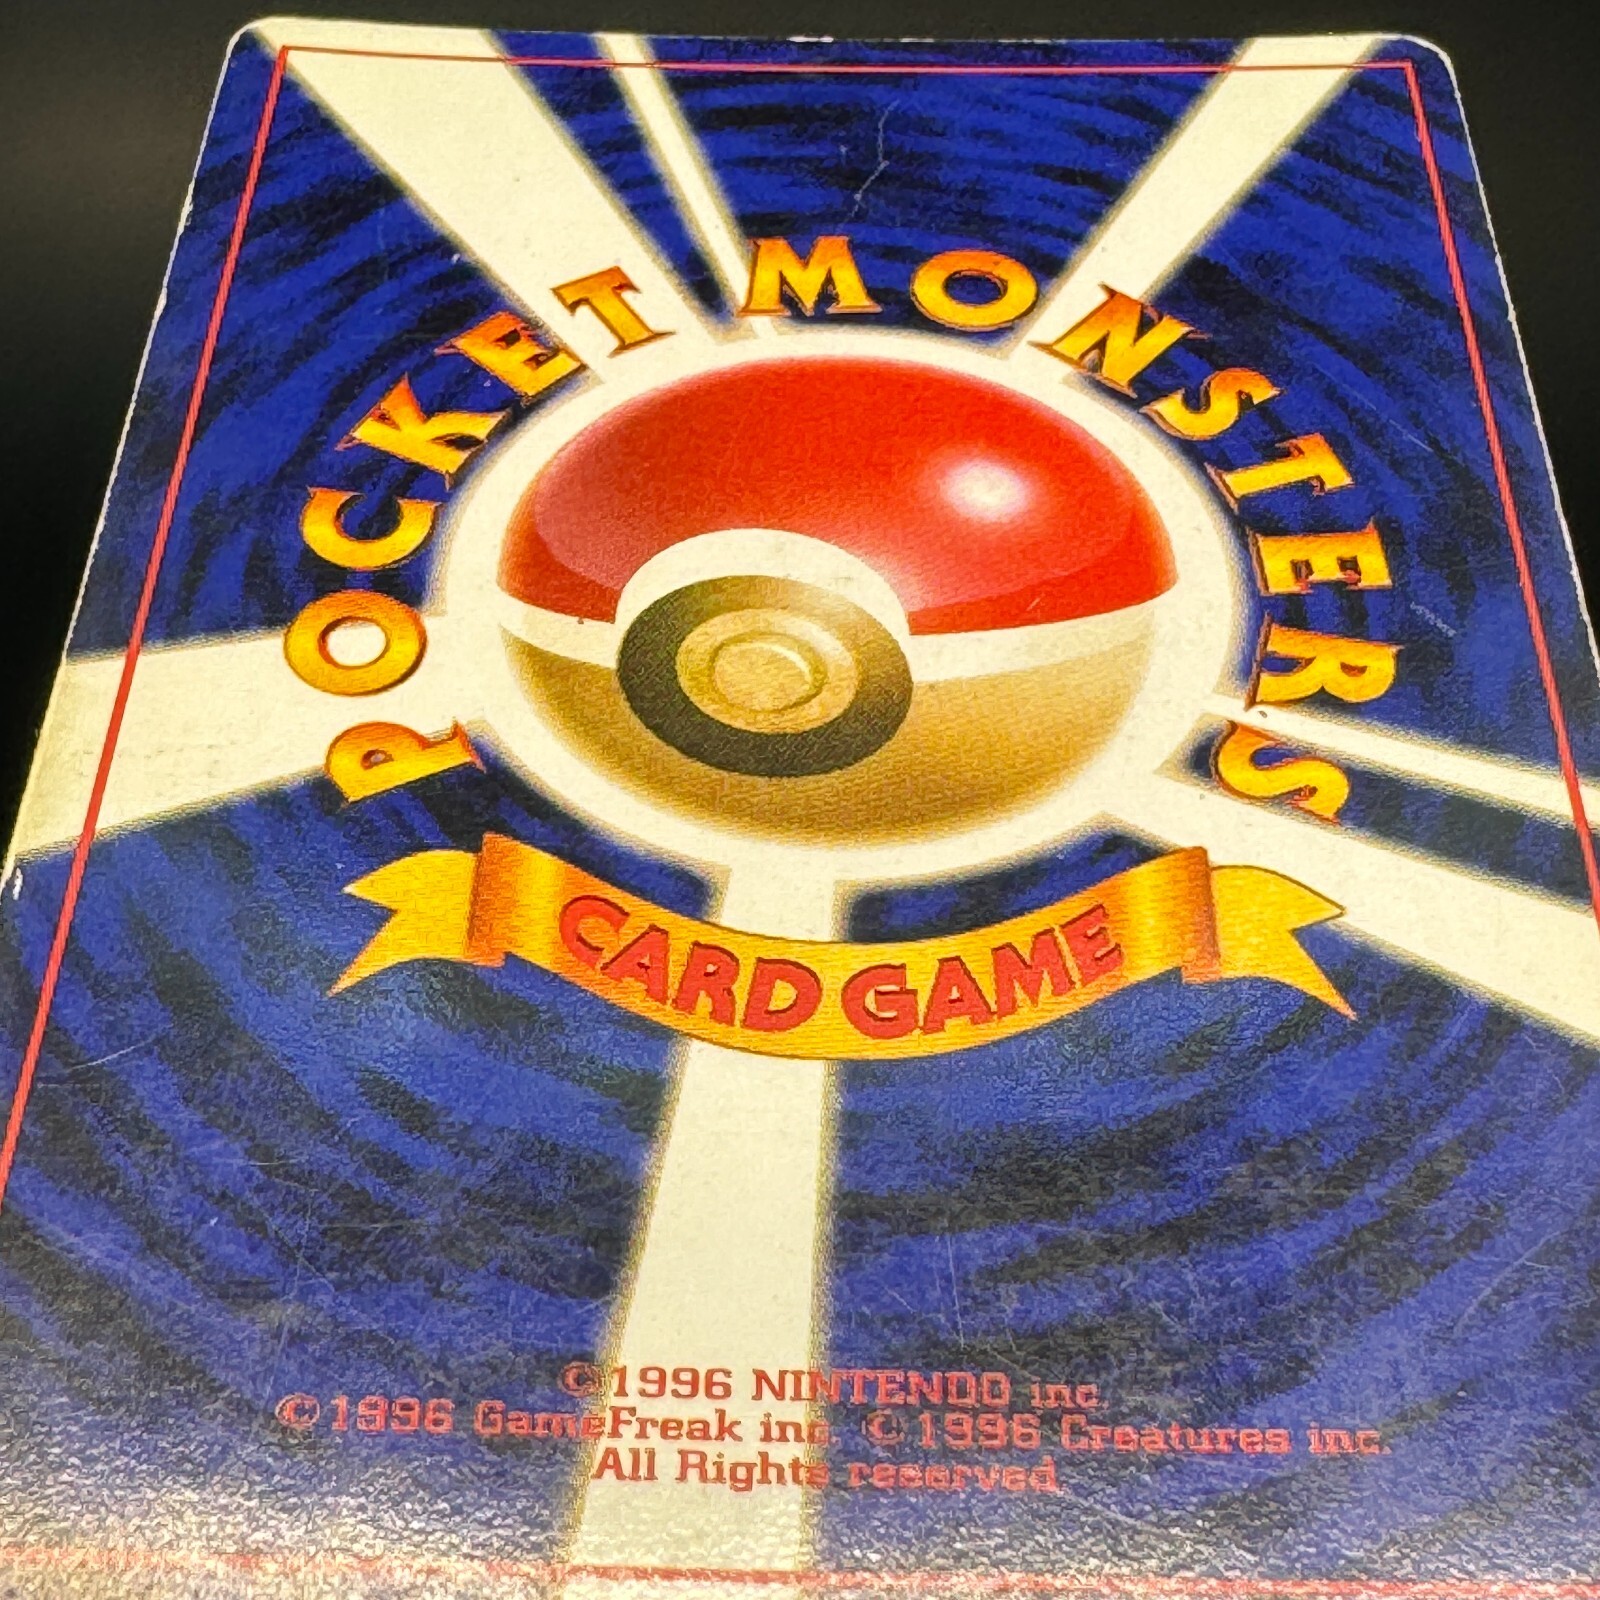 POCKET MONSTERS
CARD GAME
©1996 NINTENDO inc.
©1996 GameFreak inc. ©1996 Creatures inc.
All Rights reserved